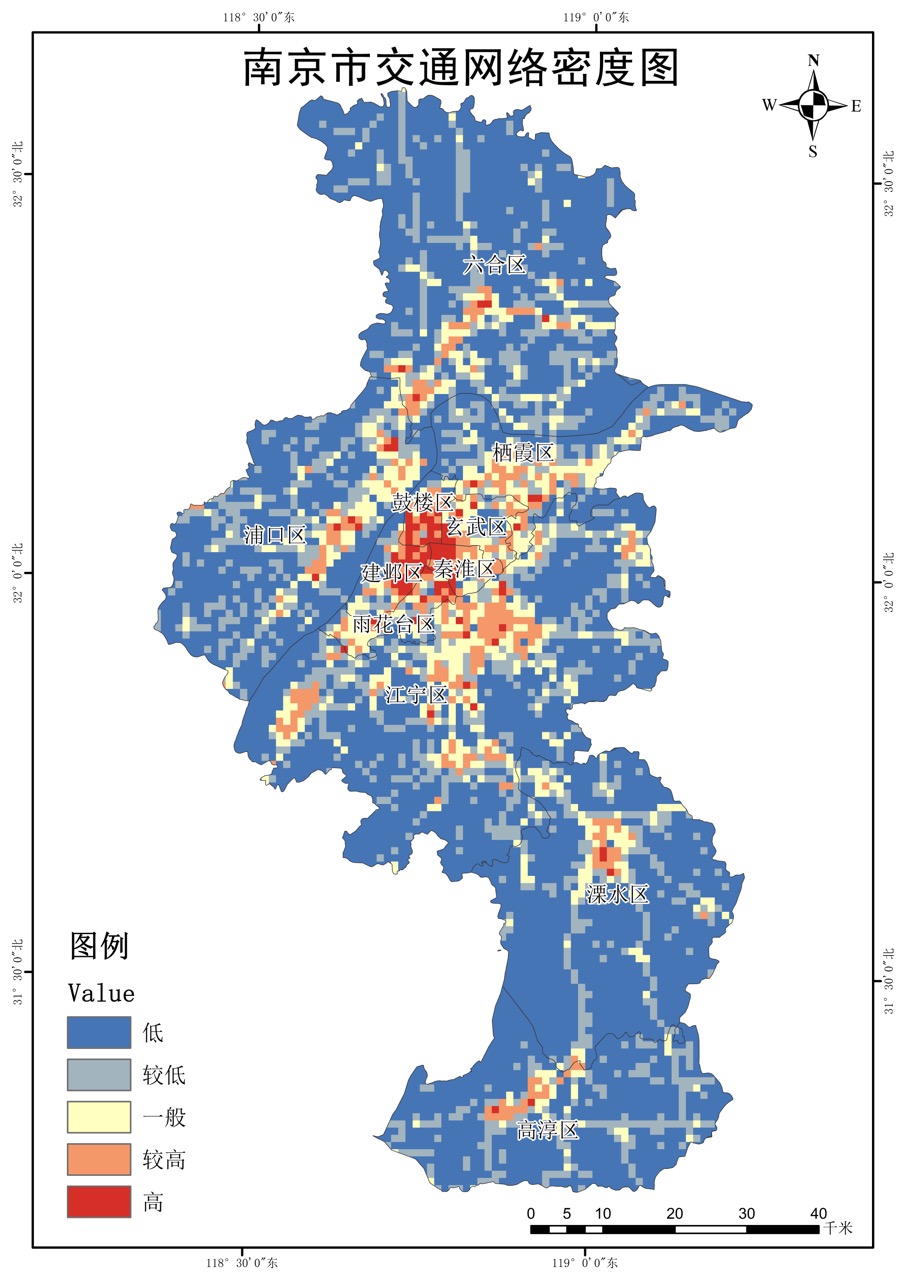 118° 30'0"东
119° 0'0"东
南京市交通网络密度图
N
W
E
S
32° 30'0"北
32° 30'0"北
六合区
栖霞区
鼓楼区
玄武区
浦口区
建邺区
秦淮区
32° 0'0"北
32° 0'0"北
雨花台区
江宁区
溧水区
图例
31° 30'0"北
31° 30'0"北
Value
低
较低
一般
较高
高
高淳区
0 5 10 20 30 40
千米
118° 30'0"东
119° 0'0"东